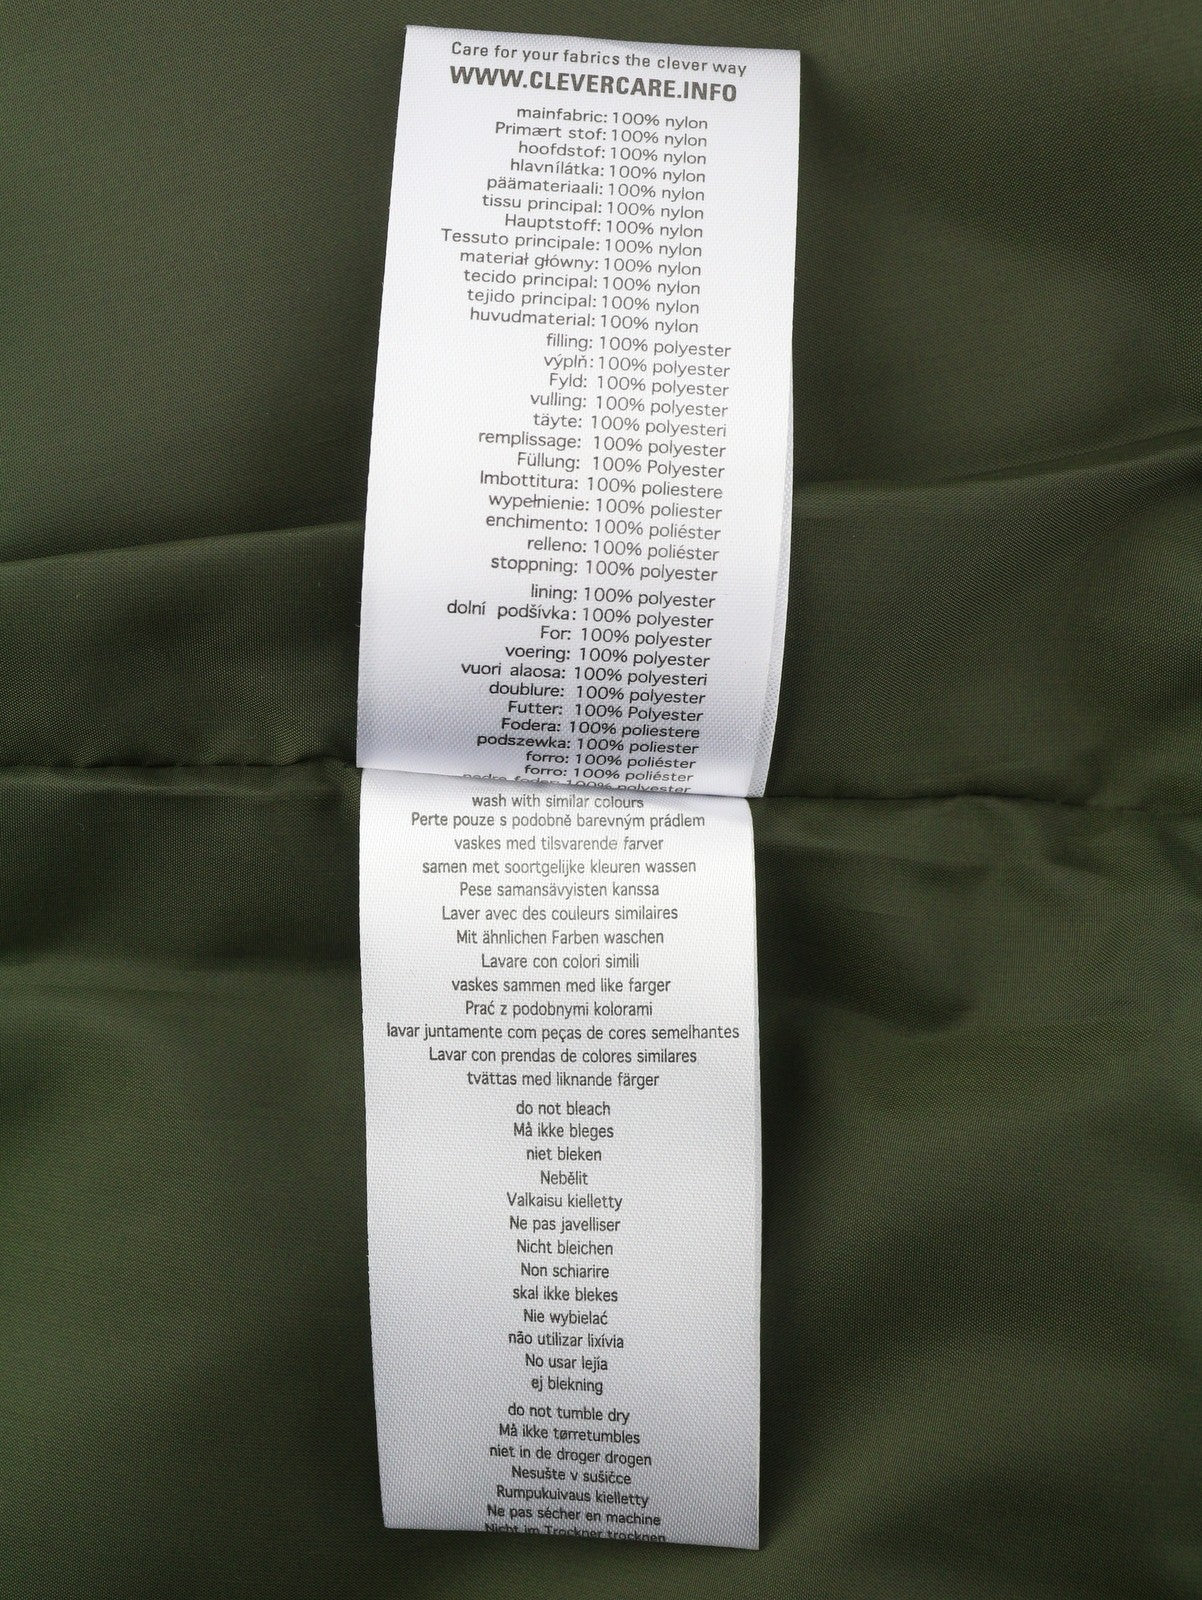 Care for your fabrics the clever way
WWW.CLEVERCARE.INFO
mainfabric: 100% nylon
Primært stof: 100% nylon
hoofdstof: 100% nylon
hlavnílátka: 100% nylon
päämateriaali: 100% nylon
tissu principal: 100% nylon
Hauptstoff: 100% nylon
Tessuto principale: 100% nylon
materiał główny: 100% nylon
tecido principal: 100% nylon
tejido principal: 100% nylon
huvudmaterial: 100% nylon
filling: 100% polyester
výplň: 100% polyester
Fyld: 100% polyester
vulling: 100% polyester
täyte: 100% polyesteri
remplissage: 100% polyester
Füllung: 100% Polyester
Imbottitura: 100% poliestere
wypełnienie: 100% poliester
enchimento: 100% poliéster
relleno: 100% poliéster
stoppning: 100% polyester
lining: 100% polyester
dolní podšívka: 100% polyester
For: 100% polyester
voering: 100% polyester
vuori alaosa: 100% polyesteri
doublure: 100% polyester
Futter: 100% Polyester
Fodera: 100% poliestere
podszewka: 100% poliester
forro: 100% poliéster
forro: 100% poliéster
100% polyester
wash with similar colours
Perte pouze s podobně barevným prádlem
vaskes med tilsvarende farver
samen met soortgelijke kleuren wassen
Pese samansävyisten kanssa
Laver avec des couleurs similaires
Mit ähnlichen Farben waschen
Lavare con colori simili
vaskes sammen med like farger
Prać z podobnymi kolorami
lavar juntamente com peças de cores semelhantes
Lavar con prendas de colores similares
tvättas med liknande färger
do not bleach
Må ikke bleges
niet bleken
Nebělit
Valkaisu kielletty
Ne pas javelliser
Nicht bleichen
Non schiarire
skal ikke blekes
Nie wybielać
não utilizar lixívia
No usar lejía
ej blekning
do not tumble dry
Må ikke tørretumbles
niet in de droger drogen
Nesušte v sušičce
Rumpukuivaus kielletty
Ne pas sécher en machine
Nicht im Trockner trocknen